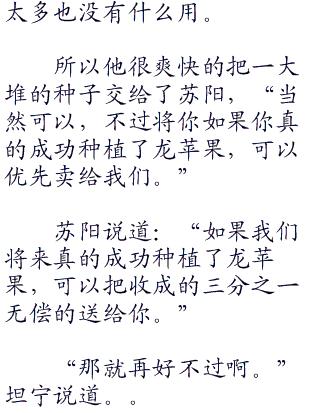 太多也没有什么用。
所以他很爽快的把一大
堆的种子交给了苏阳，“当
然可以，不过将你如果你真
的成功种植了龙苹果，可以
优先卖给我们。”
苏阳说道：“如果我们
将来真的成功种植了龙苹
果，可以把收成的三分之一
无偿的送给你。”
“那就再好不过啊。”
坦宁说道。。